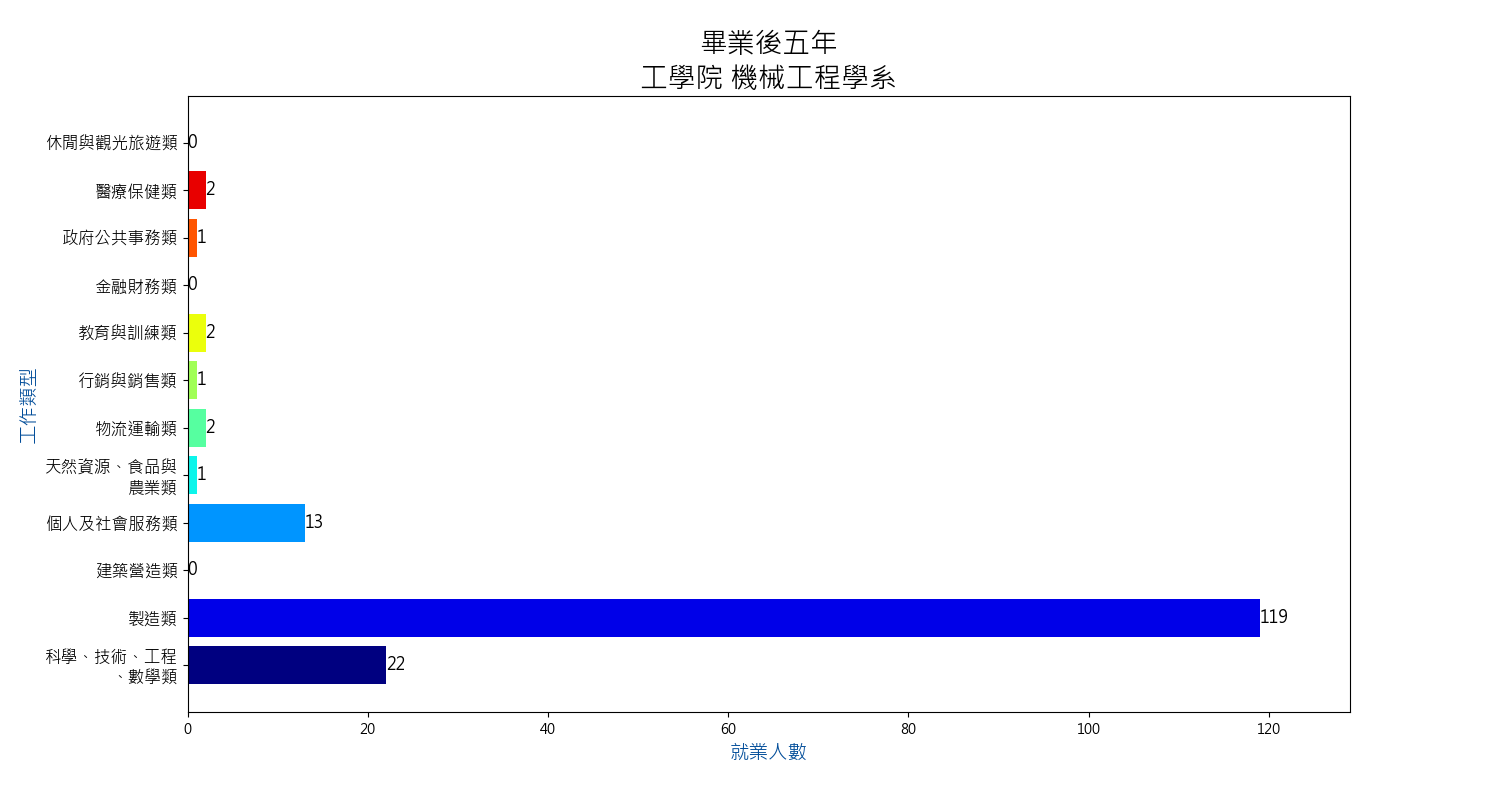 畢業後五年
工學院 機械工程學系
休閒與觀光旅遊類
0
醫療保健類
2
政府公共事務類
1
金融財務類
0
教育與訓練類
2
行銷與銷售類
1
物流運輸類
2
天然資源、食品與
農業類
1
個人及社會服務類
13
建築營造類
0
製造類
119
科學、技術、工程
、數學類
22
工作類型
0 20 40 60 80 100 120
就業人數